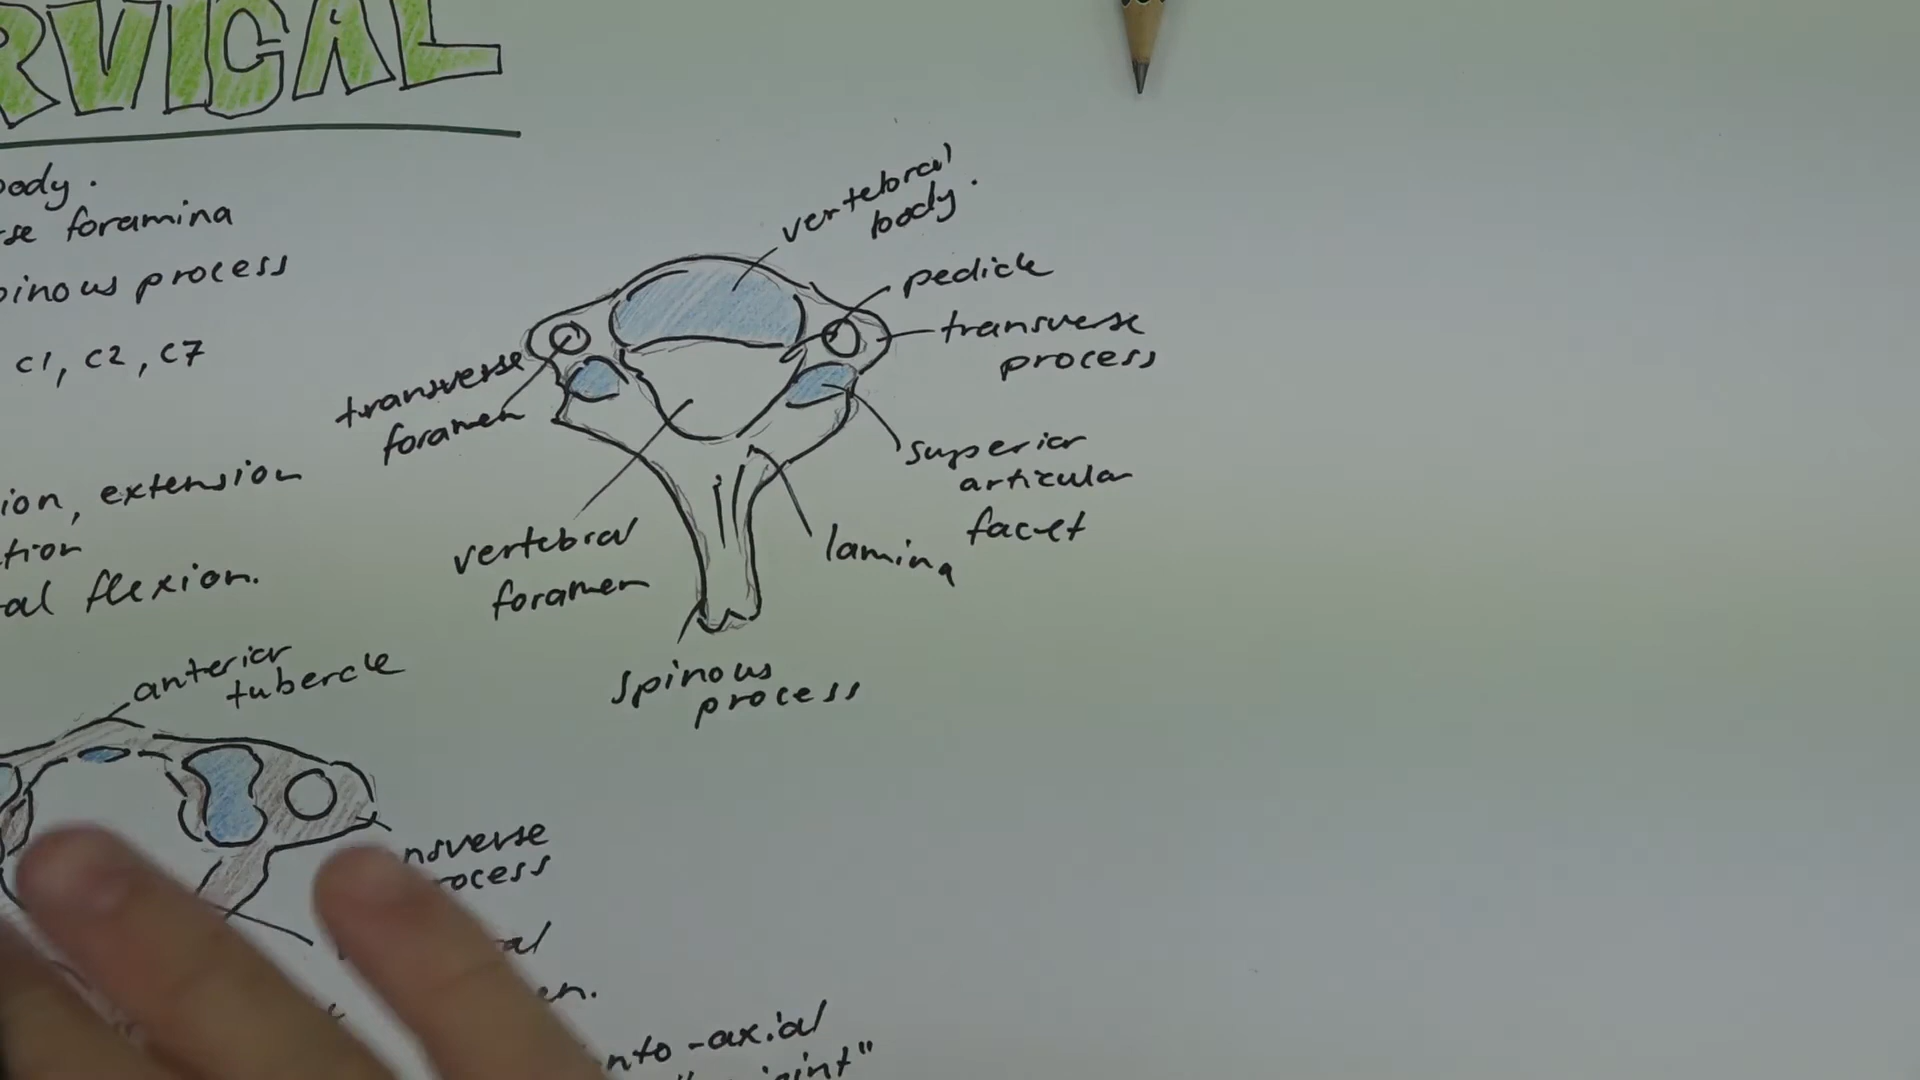 RVICAL
body.
se foramina
pinous process
C1, C2, C7
ion, extension
tion
al flexion.
vertebral
body.
pedicle
transverse
process
transverse
foramen
superior
articular
facet
lamina
vertebral
foramen
spinous
process
anterior
tubercle
nsverse
rocess
al
en.
nto-axial
joint"